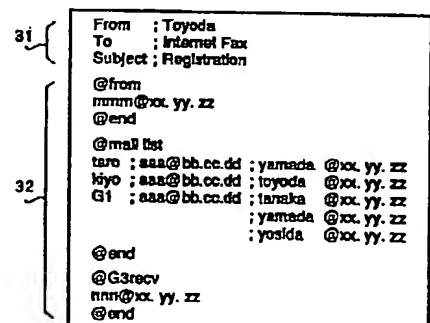 31
From ; Toyoda
To ; Internet Fax
Subject ; Registration
32
@from
mmm@xx. yy. zz
@end
@mail list
taro ; aaa@bb.cc.dd ; yamada @xx. yy. zz
kiyo ; aaa@bb.cc.dd ; toyoda @xx. yy. zz
G1 ; aaa@bb.cc.dd ; tanaka @xx. yy. zz
; yamada @xx. yy. zz
; yosida @xx. yy. zz
@end
@G3recv
nnn@xx. yy. zz
@end